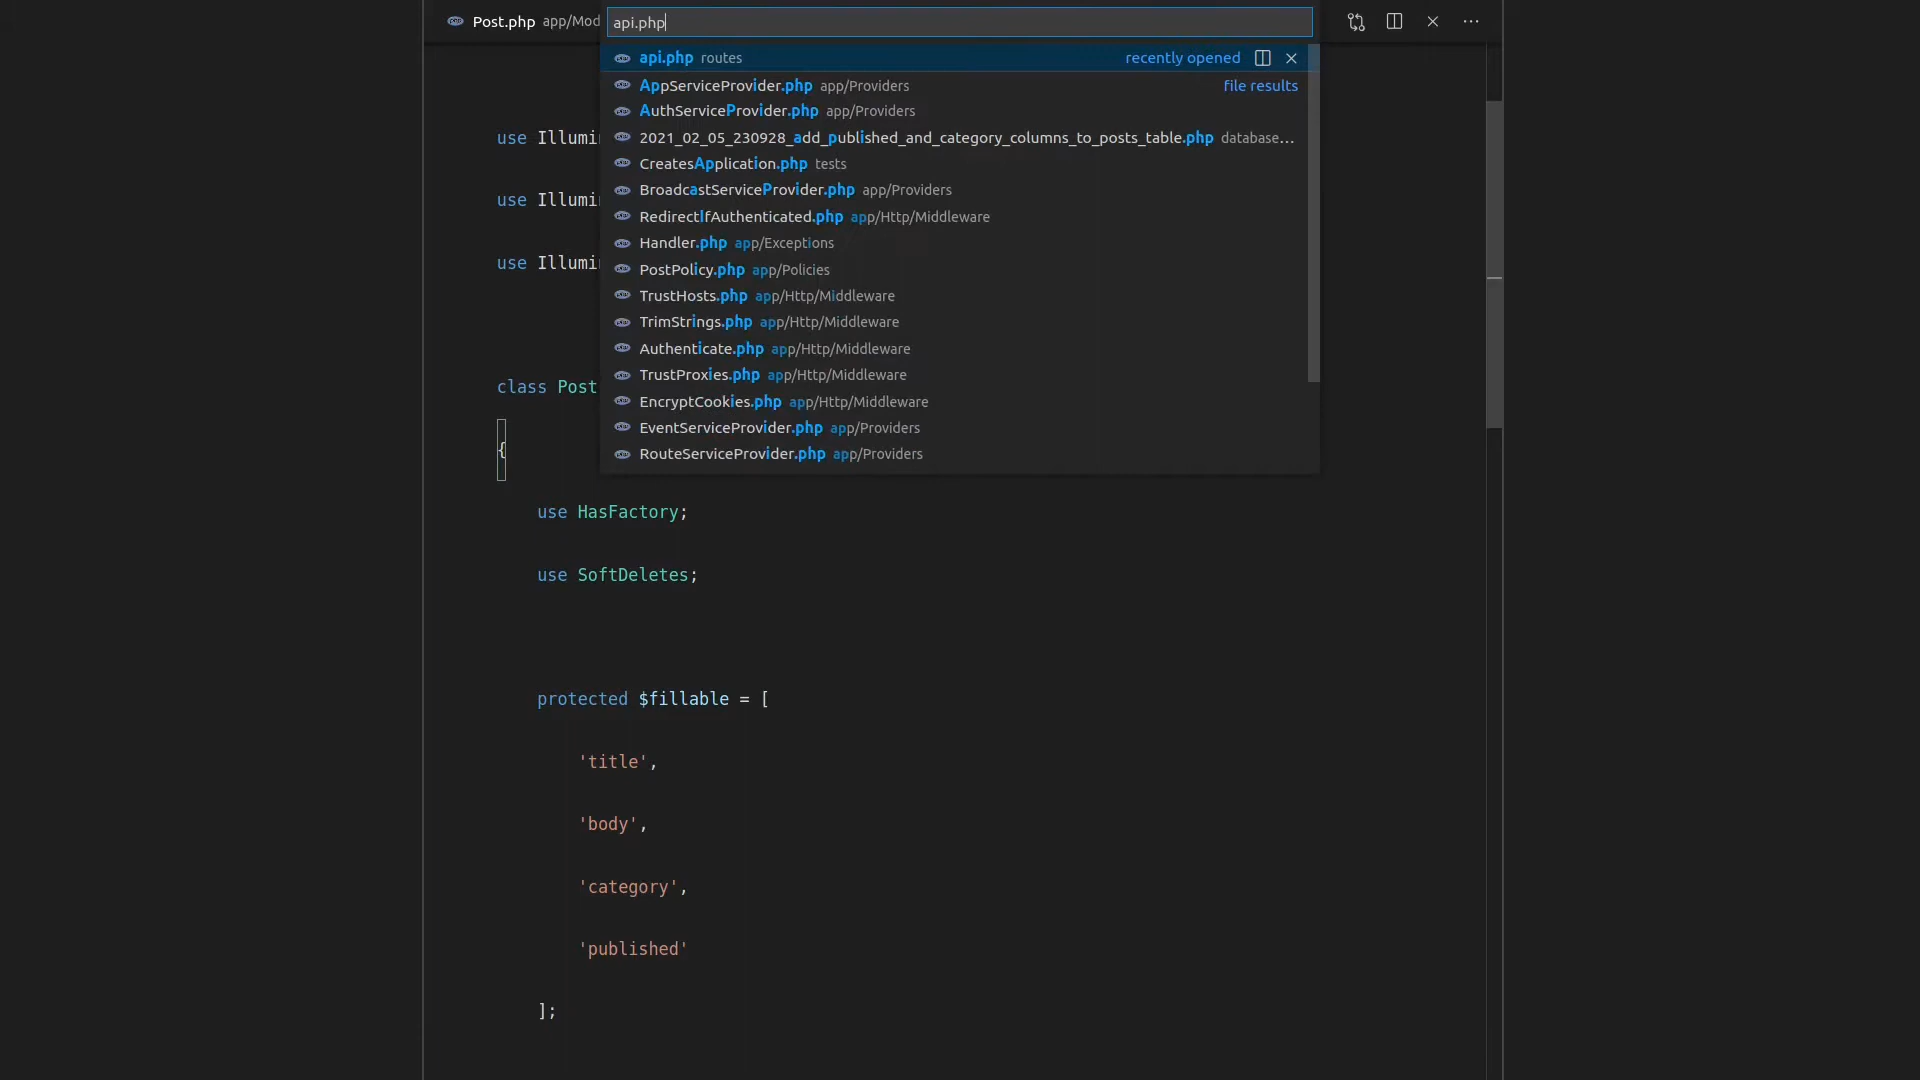 Post.php app/Mod
api.php
api.php routes recently opened
AppServiceProvider.php app/Providers file results
AuthServiceProvider.php app/Providers
2021_02_05_230928_add_published_and_category_columns_to_posts_table.php database...
CreatesApplication.php tests
BroadcastServiceProvider.php app/Providers
RedirectIfAuthenticated.php app/Http/Middleware
Handler.php app/Exceptions
PostPolicy.php app/Policies
TrustHosts.php app/Http/Middleware
TrimStrings.php app/Http/Middleware
Authenticate.php app/Http/Middleware
TrustProxies.php app/Http/Middleware
EncryptCookies.php app/Http/Middleware
EventServiceProvider.php app/Providers
RouteServiceProvider.php app/Providers
use Illumin
use Illumin
use Illumin
class Post
{
use HasFactory;
use SoftDeletes;
protected $fillable = [
'title',
'body',
'category',
'published'
];